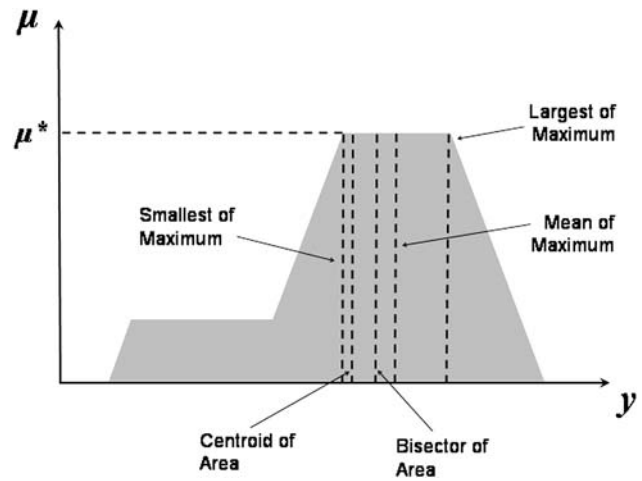 μ
μ*
Largest of
Maximum
Smallest of
Maximum
Mean of
Maximum
y
Centroid of
Area
Bisector of
Area